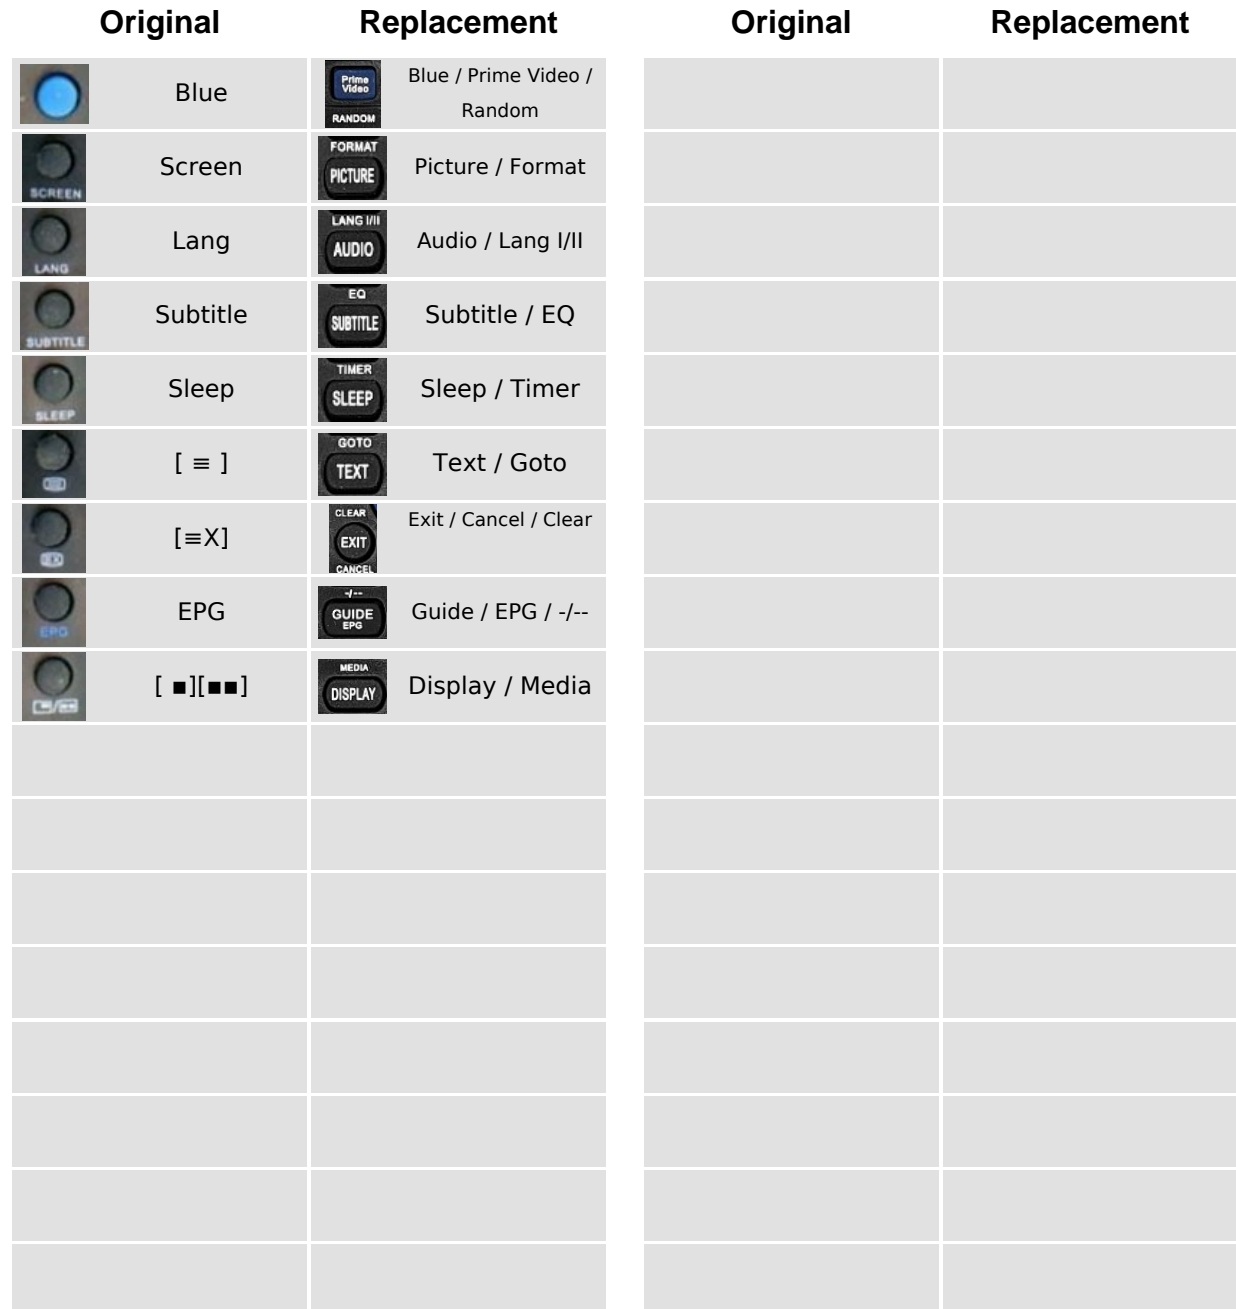 Original Replacement Original Replacement
Blue
Prime
Video
RANDOM
Blue / Prime Video /
Random
SCREEN
Screen
FORMAT
PICTURE
Picture / Format
LANG
Lang
LANG I/II
AUDIO
Audio / Lang I/II
SUBTITLE
Subtitle
EQ
SUBTITLE
Subtitle / EQ
SLEEP
Sleep
TIMER
SLEEP
Sleep / Timer
[ ≡ ]
GOTO
TEXT
Text / Goto
[≡X]
CLEAR
EXIT
CANCEL
Exit / Cancel / Clear
EPG
EPG
-/--
GUIDE
EPG
Guide / EPG / -/--
[ ▪][▪▪]
MEDIA
DISPLAY
Display / Media